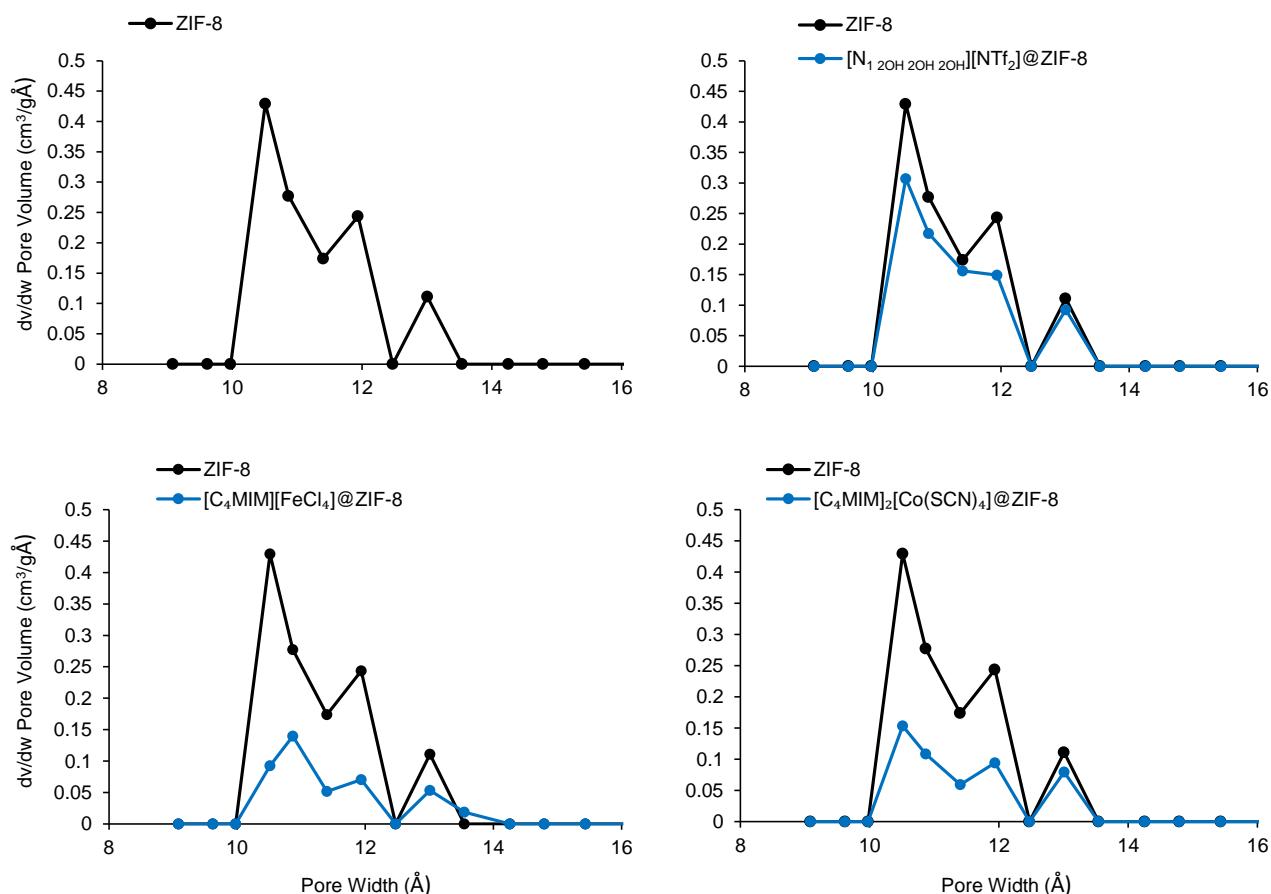 ZIF-8
0.5
0.45
0.4
0.35
0.3
0.25
0.2
0.15
0.1
0.05
0
8 10 12 14 16
dv/dw Pore Volume (cm³/gÅ)
ZIF-8
[N₁ ₂OH ₂OH ₂OH][NTf₂]@ZIF-8
0.5
0.45
0.4
0.35
0.3
0.25
0.2
0.15
0.1
0.05
0
8 10 12 14 16
ZIF-8
[C₄MIM][FeCl₄]@ZIF-8
0.5
0.45
0.4
0.35
0.3
0.25
0.2
0.15
0.1
0.05
0
8 10 12 14 16
dv/dw Pore Volume (cm³/gÅ)
Pore Width (Å)
ZIF-8
[C₄MIM]₂[Co(SCN)₄]@ZIF-8
0.5
0.45
0.4
0.35
0.3
0.25
0.2
0.15
0.1
0.05
0
8 10 12 14 16
Pore Width (Å)